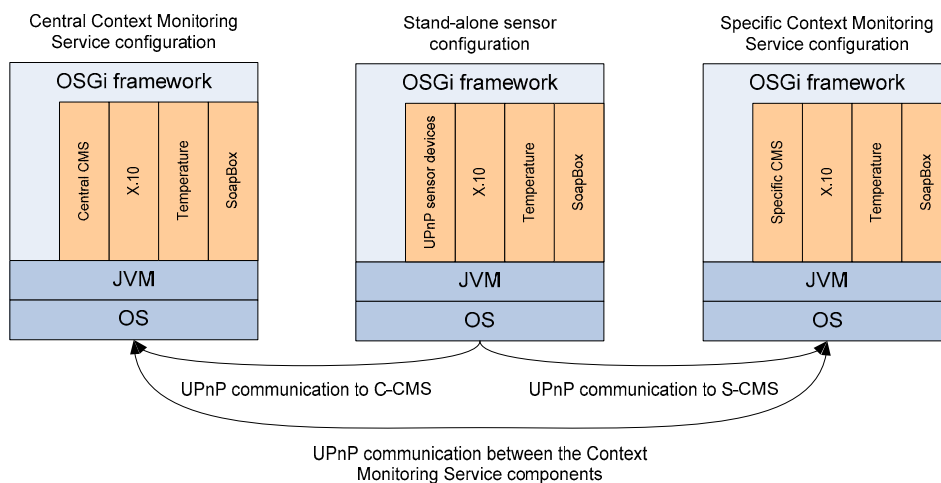 Central Context Monitoring
Service configuration
OSGi framework
Central CMS
X.10
Temperature
SoapBox
JVM
OS
Stand-alone sensor
configuration
OSGi framework
UPnP sensor devices
X.10
Temperature
SoapBox
JVM
OS
Specific Context Monitoring
Service configuration
OSGi framework
Specific CMS
X.10
Temperature
SoapBox
JVM
OS
UPnP communication to C-CMS
UPnP communication to S-CMS
UPnP communication between the Context
Monitoring Service components